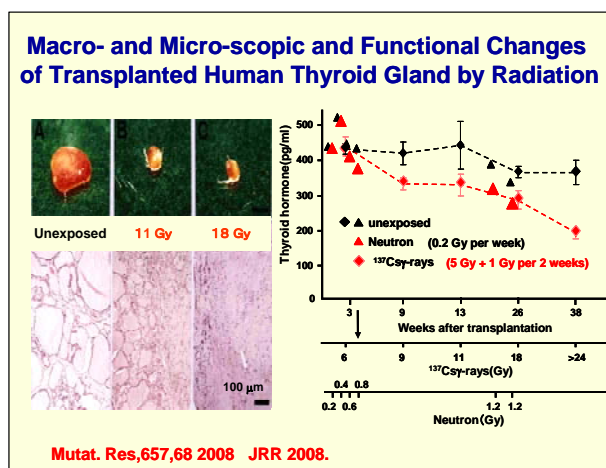 Macro- and Micro-scopic and Functional Changes
of Transplanted Human Thyroid Gland by Radiation
A B C
Unexposed 11 Gy 18 Gy
100 μm
Thyroid hormone(pg/ml)
500
400
300
200
100
0
unexposed
Neutron (0.2 Gy per week)
¹³⁷Csγ-rays (5 Gy + 1 Gy per 2 weeks)
3 9 13 26 38
Weeks after transplantation
6 9 11 18 >24
¹³⁷Csγ-rays(Gy)
0.4 0.8
0.2 0.6 1.2 1.2
Neutron(Gy)
Mutat. Res,657,68 2008 JRR 2008.